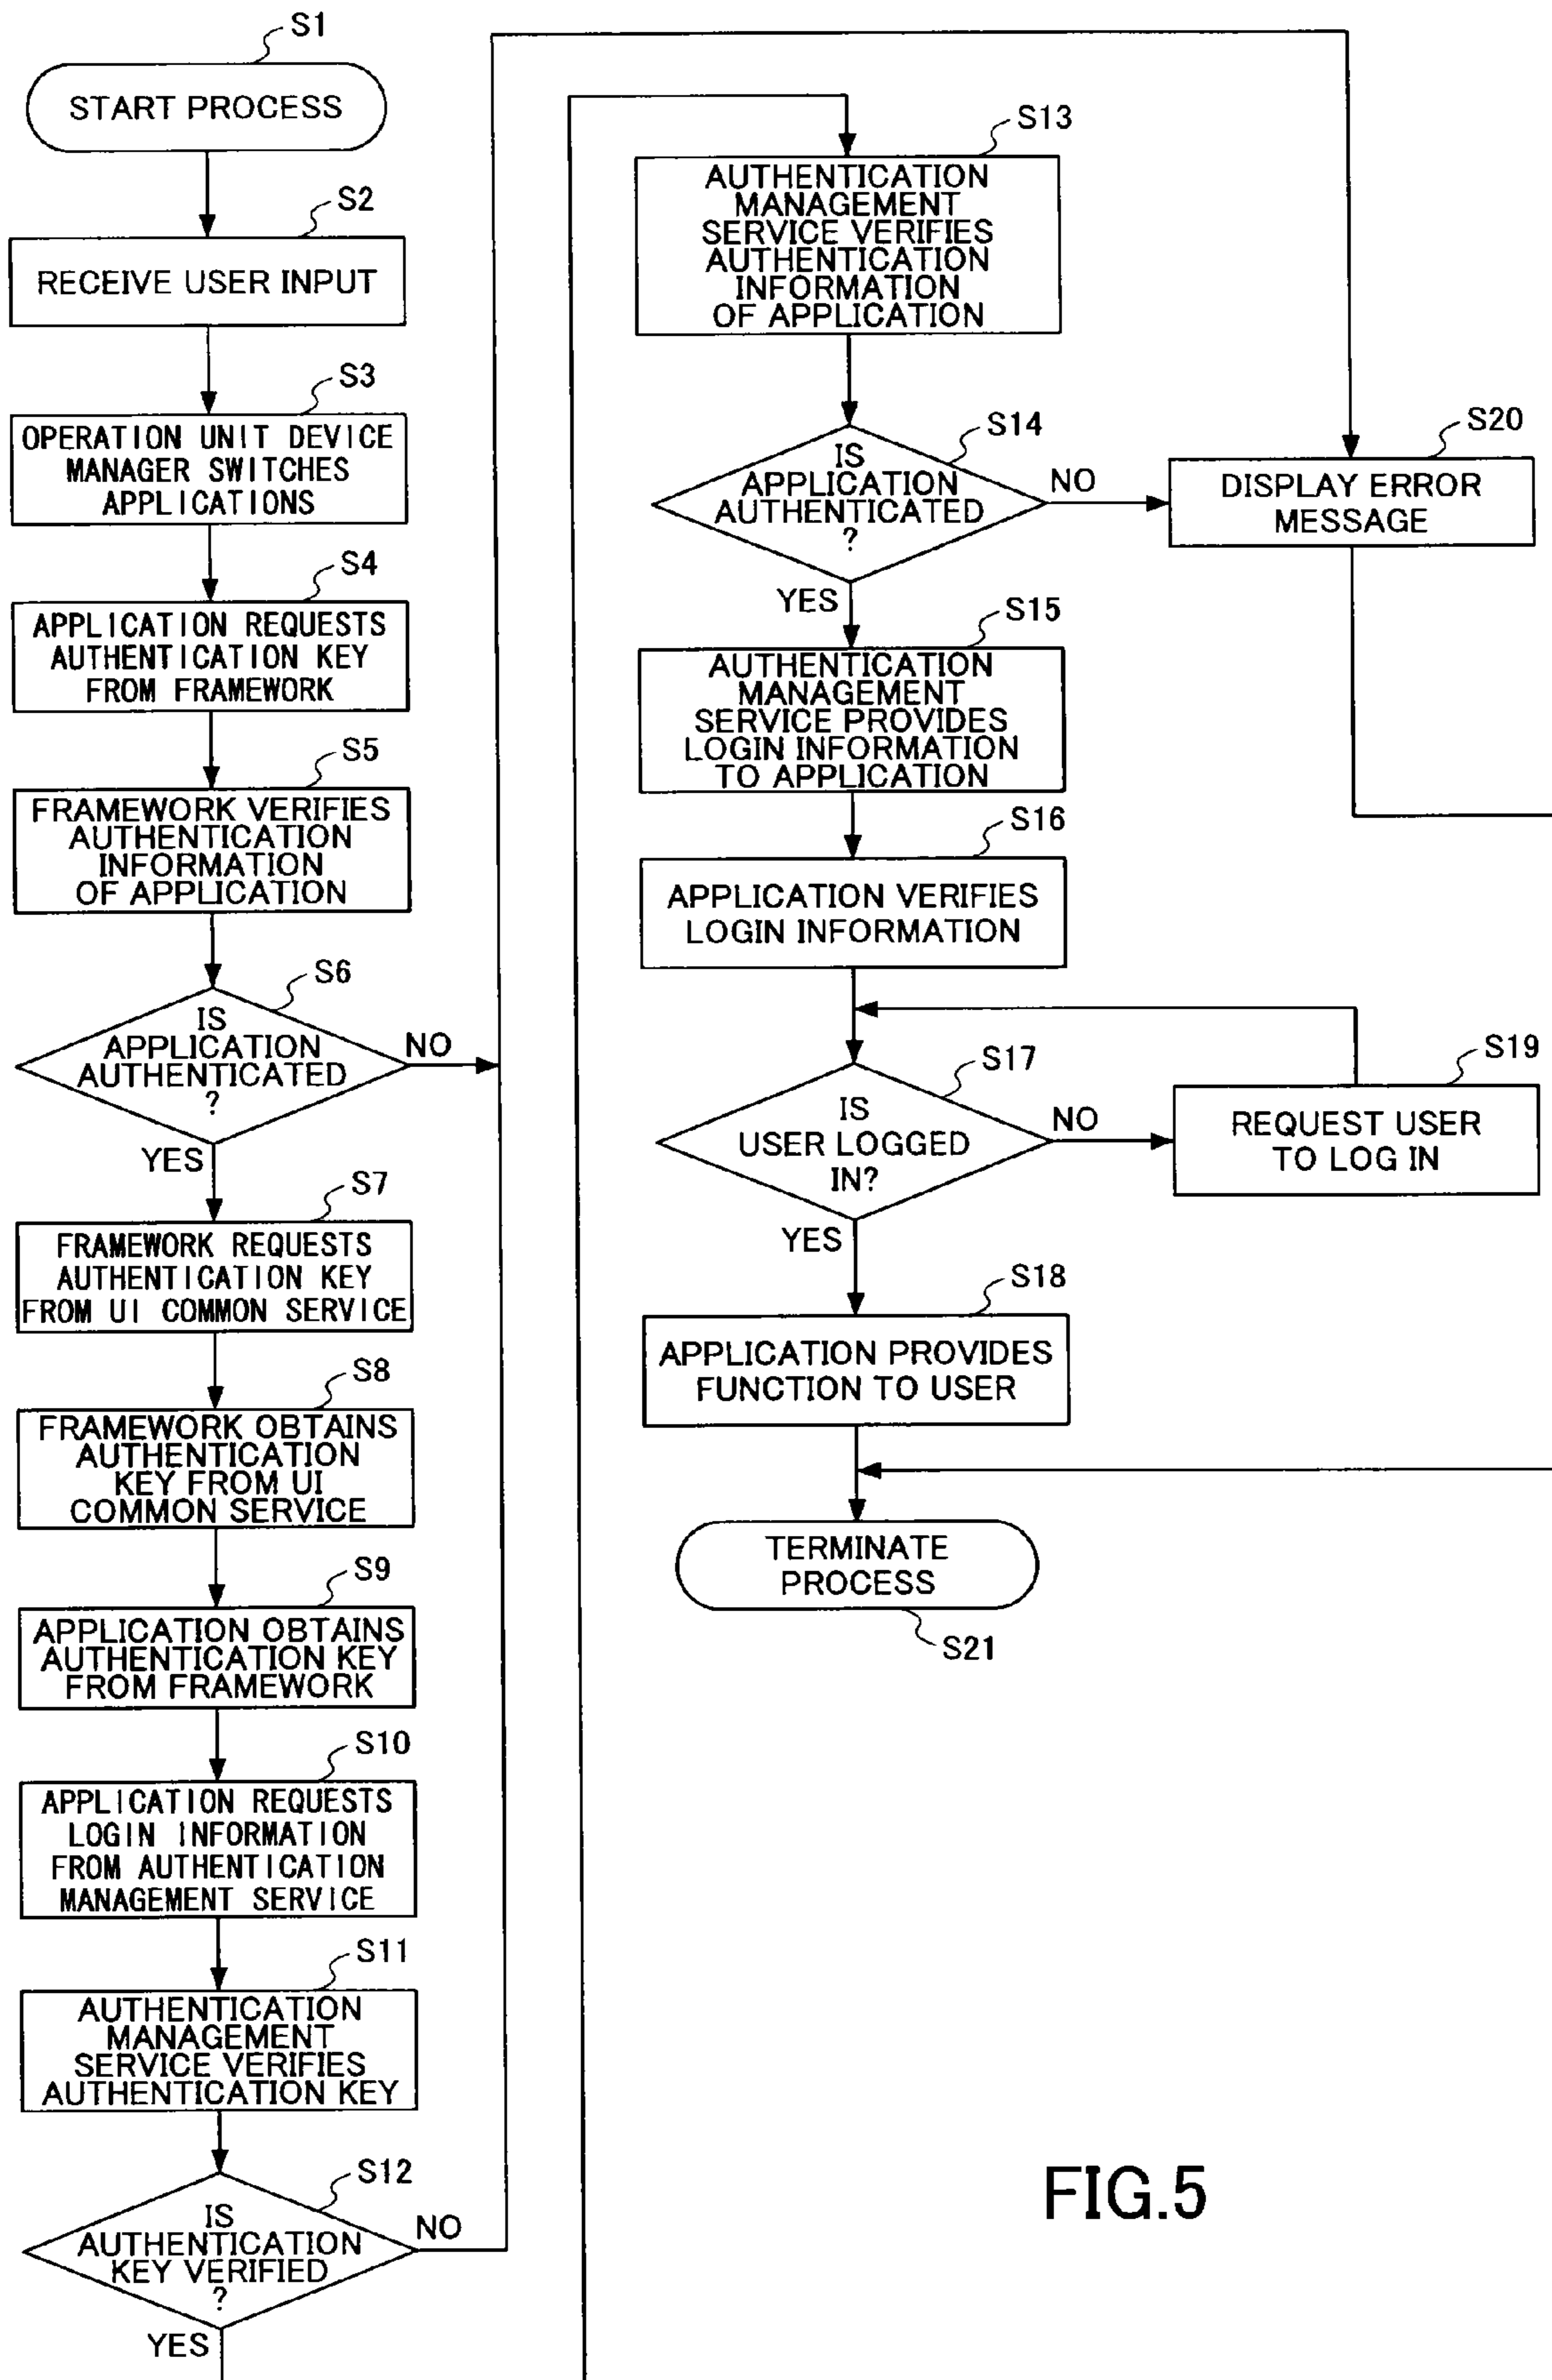 S1
START PROCESS
S2
RECEIVE USER INPUT
S3
OPERATION UNIT DEVICE
MANAGER SWITCHES
APPLICATIONS
S4
APPLICATION REQUESTS
AUTHENTICATION KEY
FROM FRAMEWORK
S5
FRAMEWORK VERIFIES
AUTHENTICATION
INFORMATION
OF APPLICATION
S6
IS
APPLICATION
AUTHENTICATED
?
NO
YES
S7
FRAMEWORK REQUESTS
AUTHENTICATION KEY
FROM UI COMMON SERVICE
S8
FRAMEWORK OBTAINS
AUTHENTICATION
KEY FROM UI
COMMON SERVICE
S9
APPLICATION OBTAINS
AUTHENTICATION KEY
FROM FRAMEWORK
S10
APPLICATION REQUESTS
LOGIN INFORMATION
FROM AUTHENTICATION
MANAGEMENT SERVICE
S11
AUTHENTICATION
MANAGEMENT
SERVICE VERIFIES
AUTHENTICATION KEY
S12
IS
AUTHENTICATION
KEY VERIFIED
?
NO
YES
S13
AUTHENTICATION
MANAGEMENT
SERVICE VERIFIES
AUTHENTICATION
INFORMATION
OF APPLICATION
S14
IS
APPLICATION
AUTHENTICATED
?
NO
YES
S20
DISPLAY ERROR
MESSAGE
S15
AUTHENTICATION
MANAGEMENT
SERVICE PROVIDES
LOGIN INFORMATION
TO APPLICATION
S16
APPLICATION VERIFIES
LOGIN INFORMATION
S17
IS
USER LOGGED
IN?
NO
YES
S19
REQUEST USER
TO LOG IN
S18
APPLICATION PROVIDES
FUNCTION TO USER
TERMINATE
PROCESS
S21
FIG.5